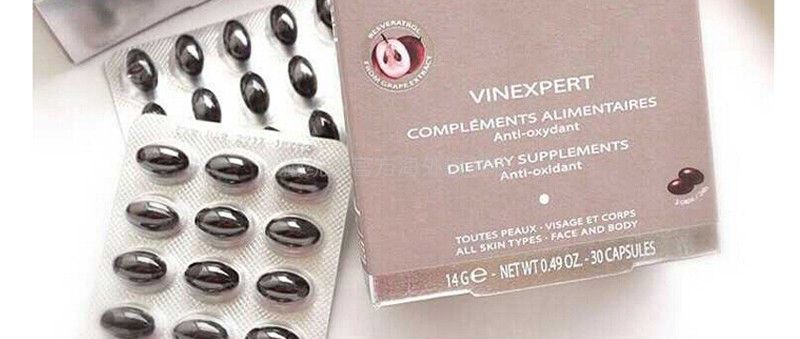 RESVERATROL
FROM GRAPE EXTRACT
VINEXPERT
COMPLÉMENTS ALIMENTAIRES
Anti-oxydant
DIETARY SUPPLEMENTS
Anti-oxidant
TOUTES PEAUX - VISAGE ET CORPS
ALL SKIN TYPES - FACE AND BODY
14 G e - NET WT 0.49 OZ. - 30 CAPSULES